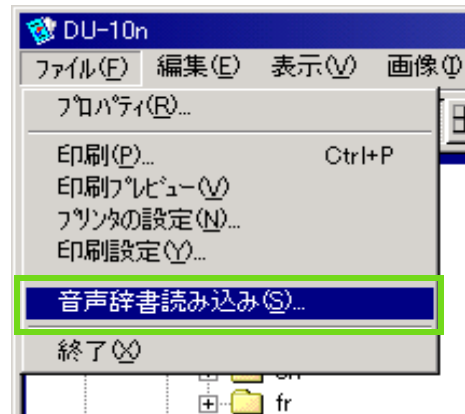 DU-10n
ﾌｧｲﾙ(F) 編集(E) 表示(V) 画像(I)
ﾌﾟﾛﾊﾟﾃｨ(R)...
印刷(P)... Ctrl+P
印刷ﾌﾟﾚﾋﾞｭｰ(V)
ﾌﾟﾘﾝﾀの設定(N)...
印刷設定(Y)...
音声辞書読み込み(S)...
終了(X)
fr